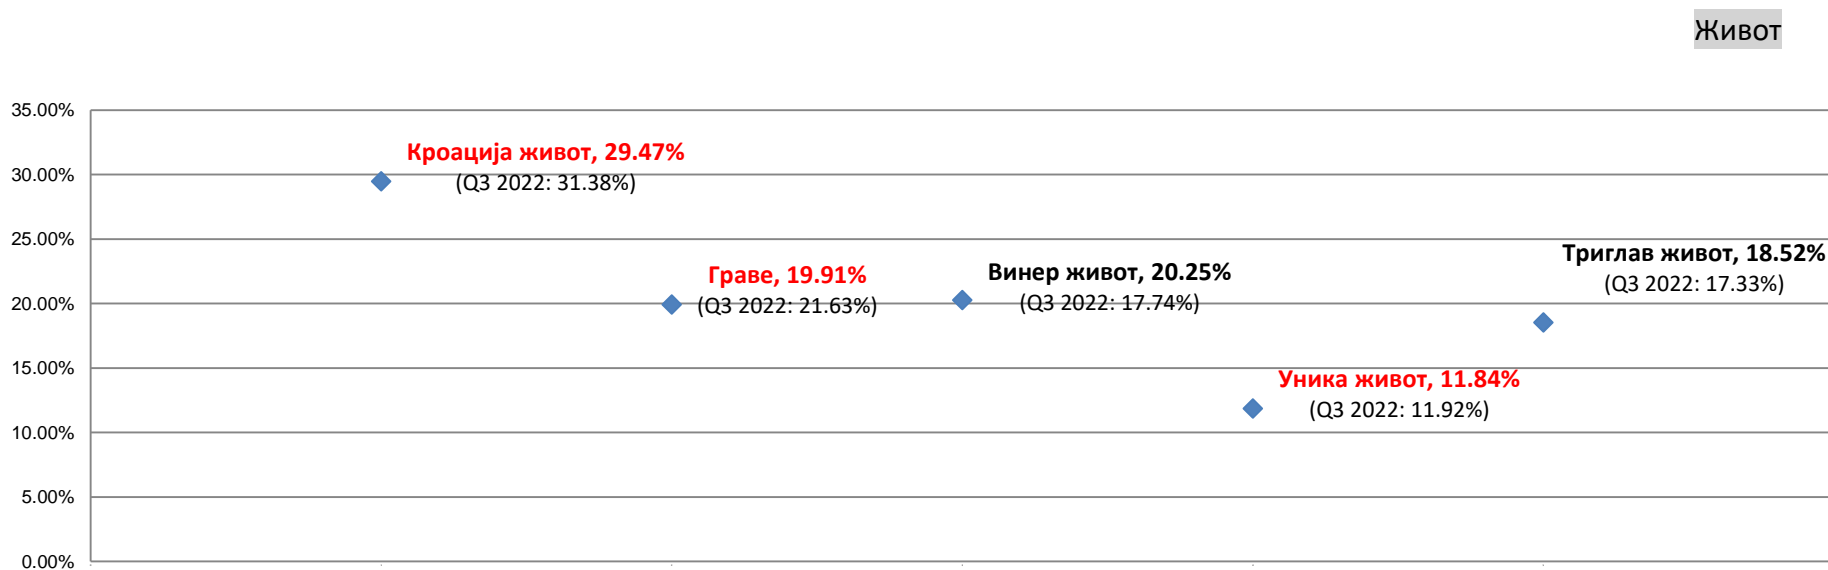 Живот
35.00%
30.00%
25.00%
20.00%
15.00%
10.00%
5.00%
0.00%
Кроација живот, 29.47%
(Q3 2022: 31.38%)
Граве, 19.91%
(Q3 2022: 21.63%)
Винер живот, 20.25%
(Q3 2022: 17.74%)
Уника живот, 11.84%
(Q3 2022: 11.92%)
Триглав живот, 18.52%
(Q3 2022: 17.33%)